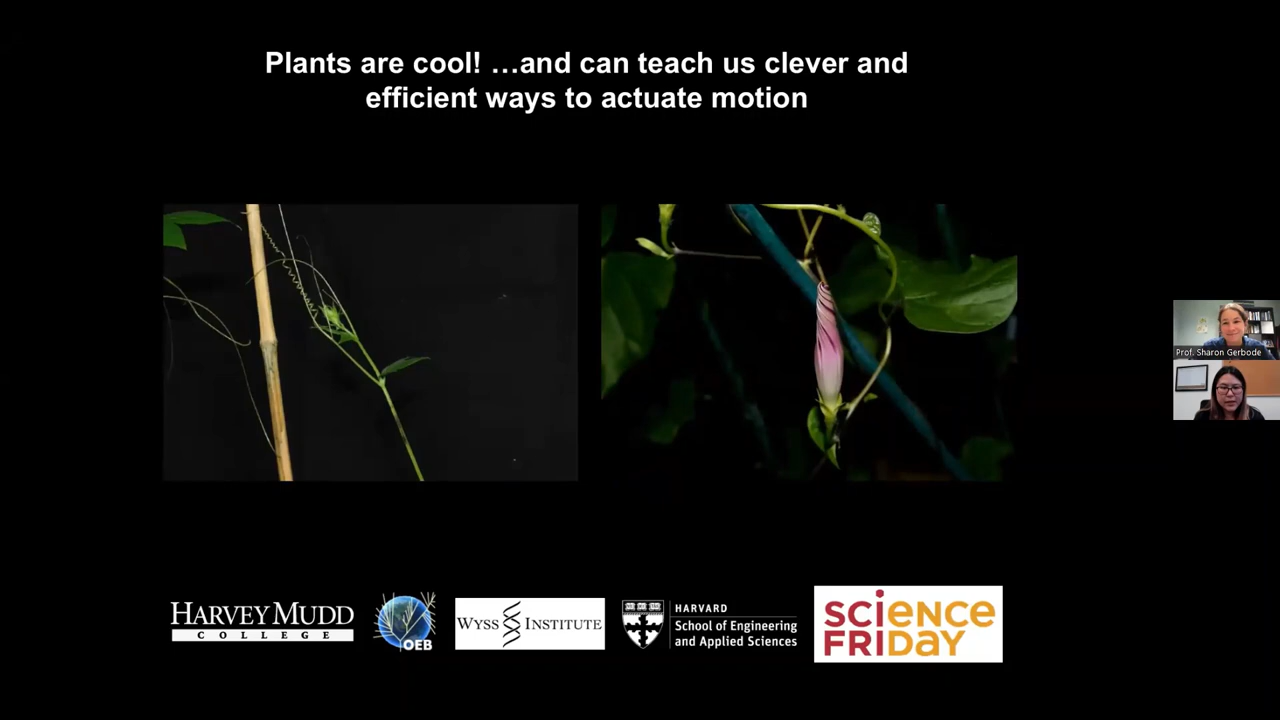 Plants are cool! …and can teach us clever and
efficient ways to actuate motion
Prof. Sharon Gerbode
HARVEY MUDD
COLLEGE
OEB
WYSS INSTITUTE
HARVARD
School of Engineering
and Applied Sciences
SCIENCE
FRIDAY